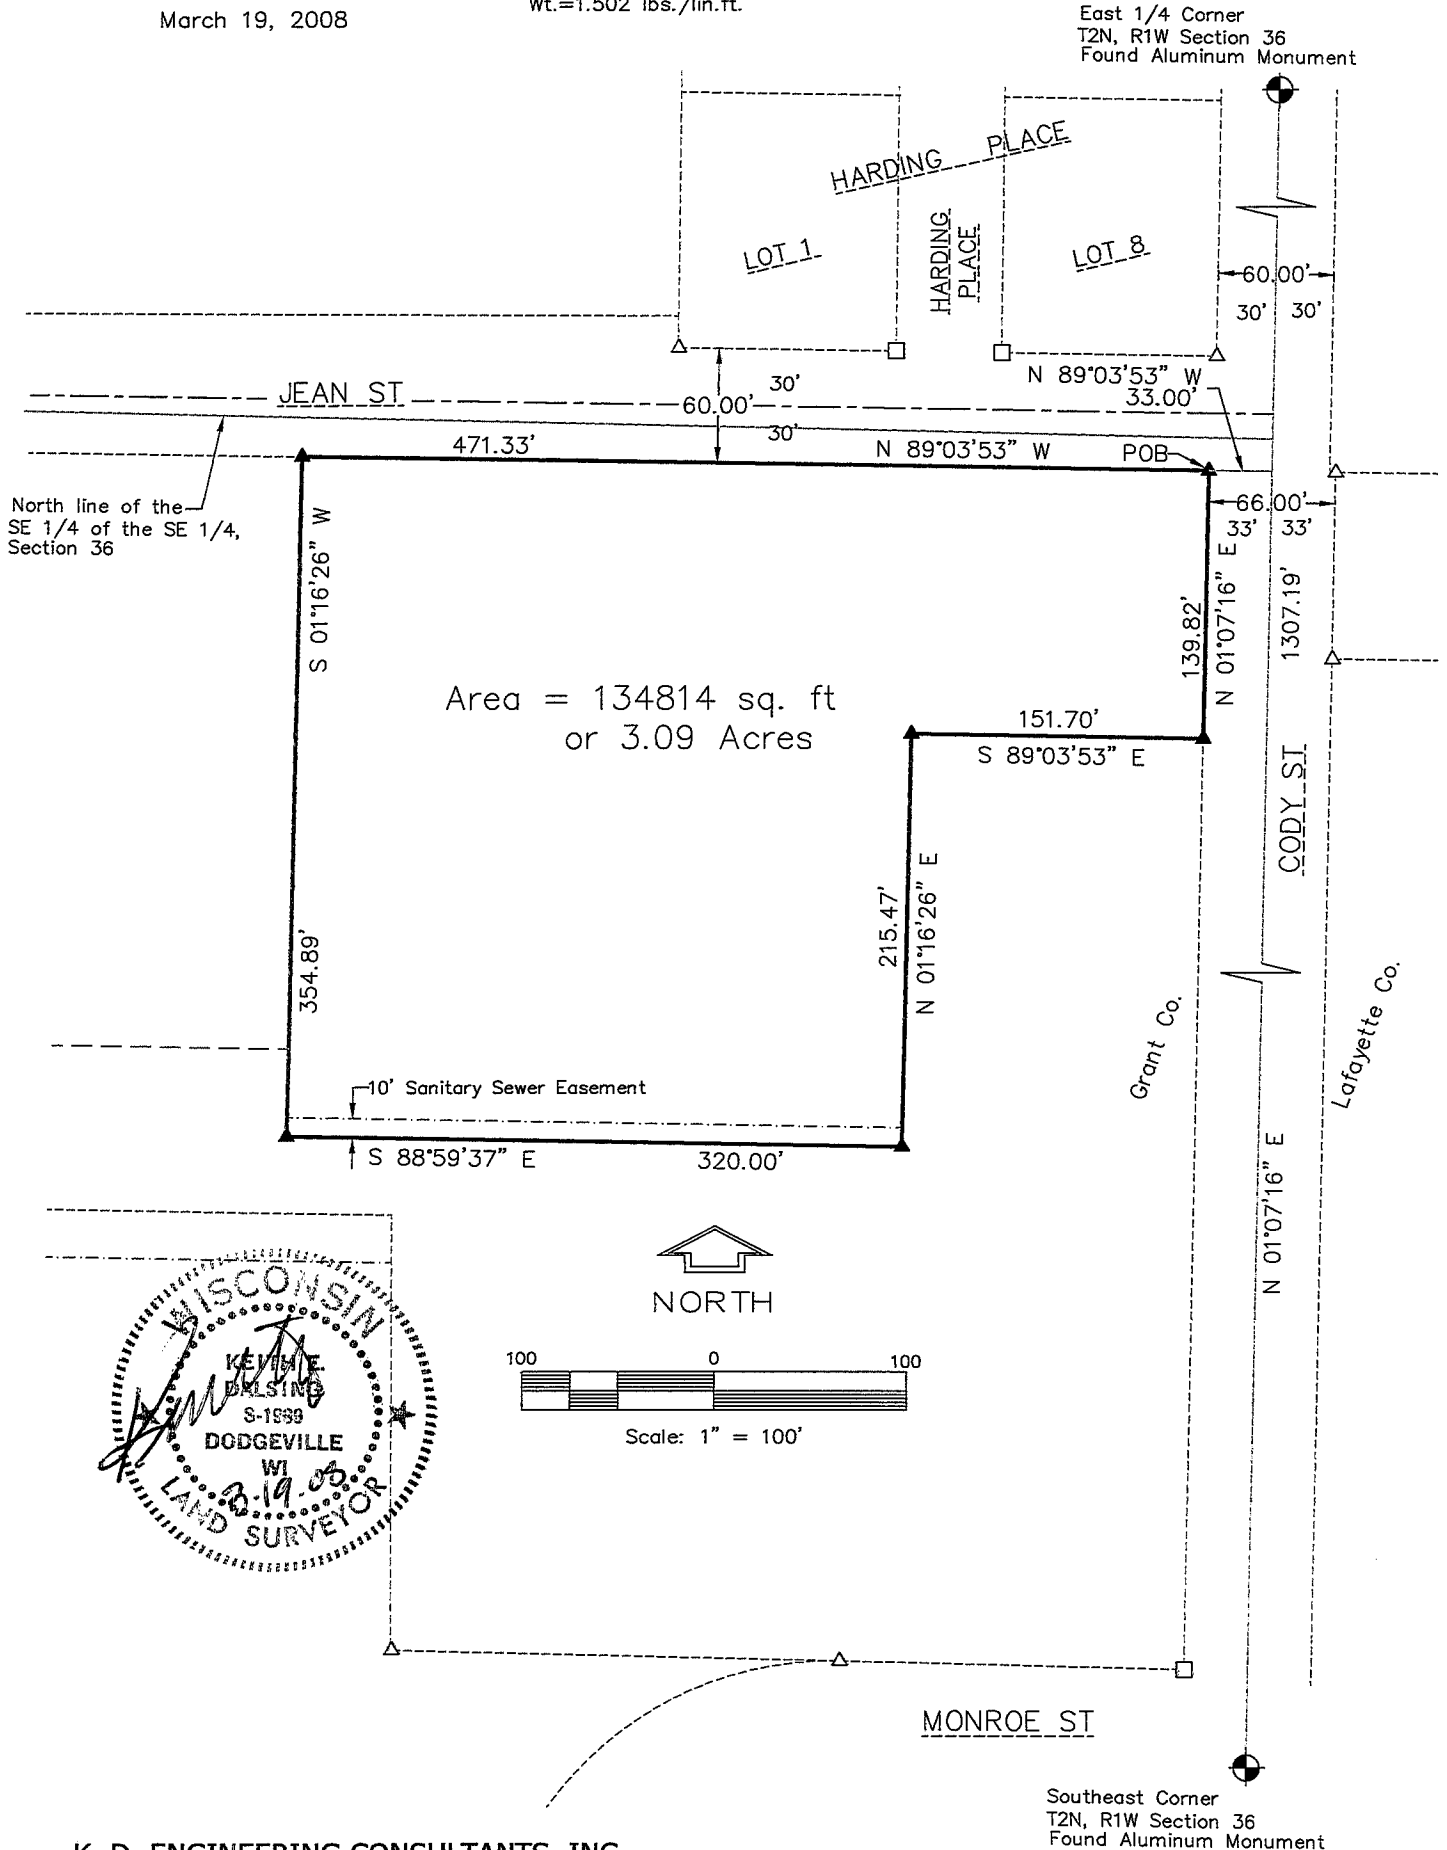 March 19, 2008
Wt.=1.502 lbs./lin.ft.
East 1/4 Corner
T2N, R1W Section 36
Found Aluminum Monument
HARDING PLACE
LOT 1
HARDING
PLACE
LOT 8
60.00'
30' 30'
JEAN ST
30'
60.00'
30'
N 89°03'53" W
33.00'
471.33'
N 89°03'53" W
POB
North line of the
SE 1/4 of the SE 1/4,
Section 36
66.00'
33' 33'
S 01°16'26" W
354.89'
139.82'
N 01°07'16" E
1307.19'
Area = 134814 sq. ft
or 3.09 Acres
151.70'
S 89°03'53" E
CODY ST
215.47'
N 01°16'26" E
Grant Co.
Lafayette Co.
10' Sanitary Sewer Easement
S 88°59'37" E
320.00'
N 01°07'16" E
NORTH
100 0 100
Scale: 1" = 100'
WISCONSIN
KEITH E.
DALSING
S-1989
DODGEVILLE
WI
3-19-08
LAND SURVEYOR
MONROE ST
Southeast Corner
T2N, R1W Section 36
Found Aluminum Monument